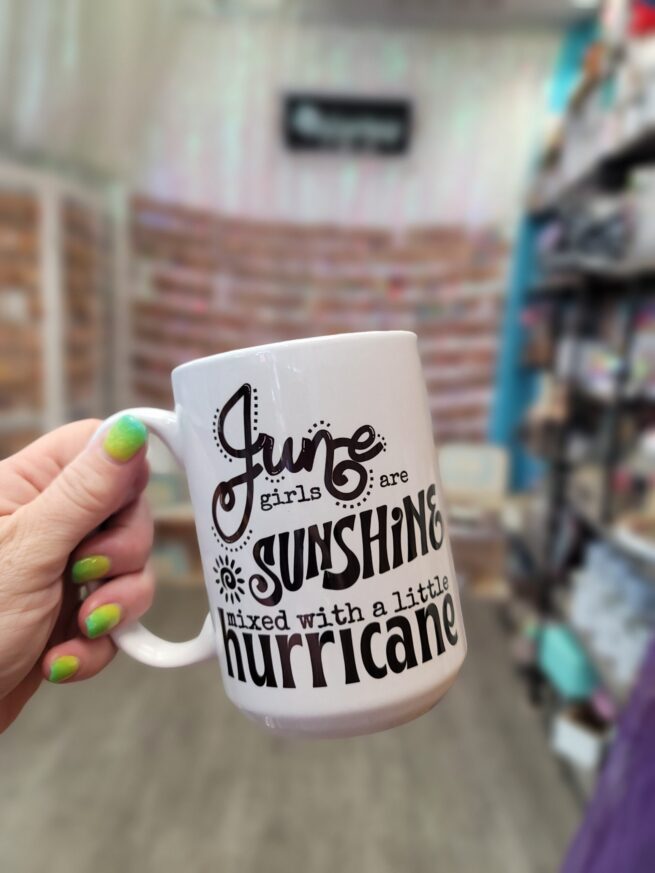 June
girls are
SUNSHINE
mixed with a little
hurricane